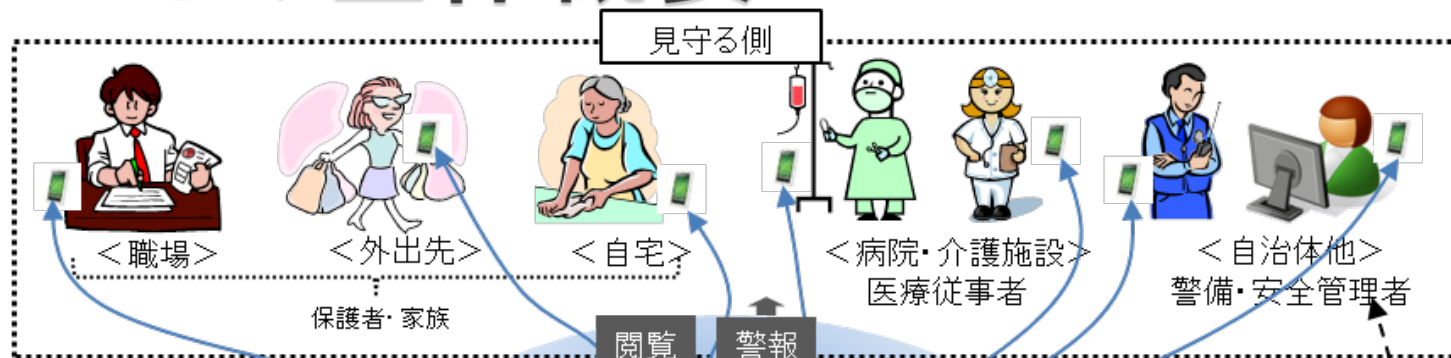 見守る側
＜職場＞
＜外出先＞
＜自宅＞
＜病院・介護施設＞
医療従事者
＜自治体他＞
警備・安全管理者
保護者・家族
閲覧
警報